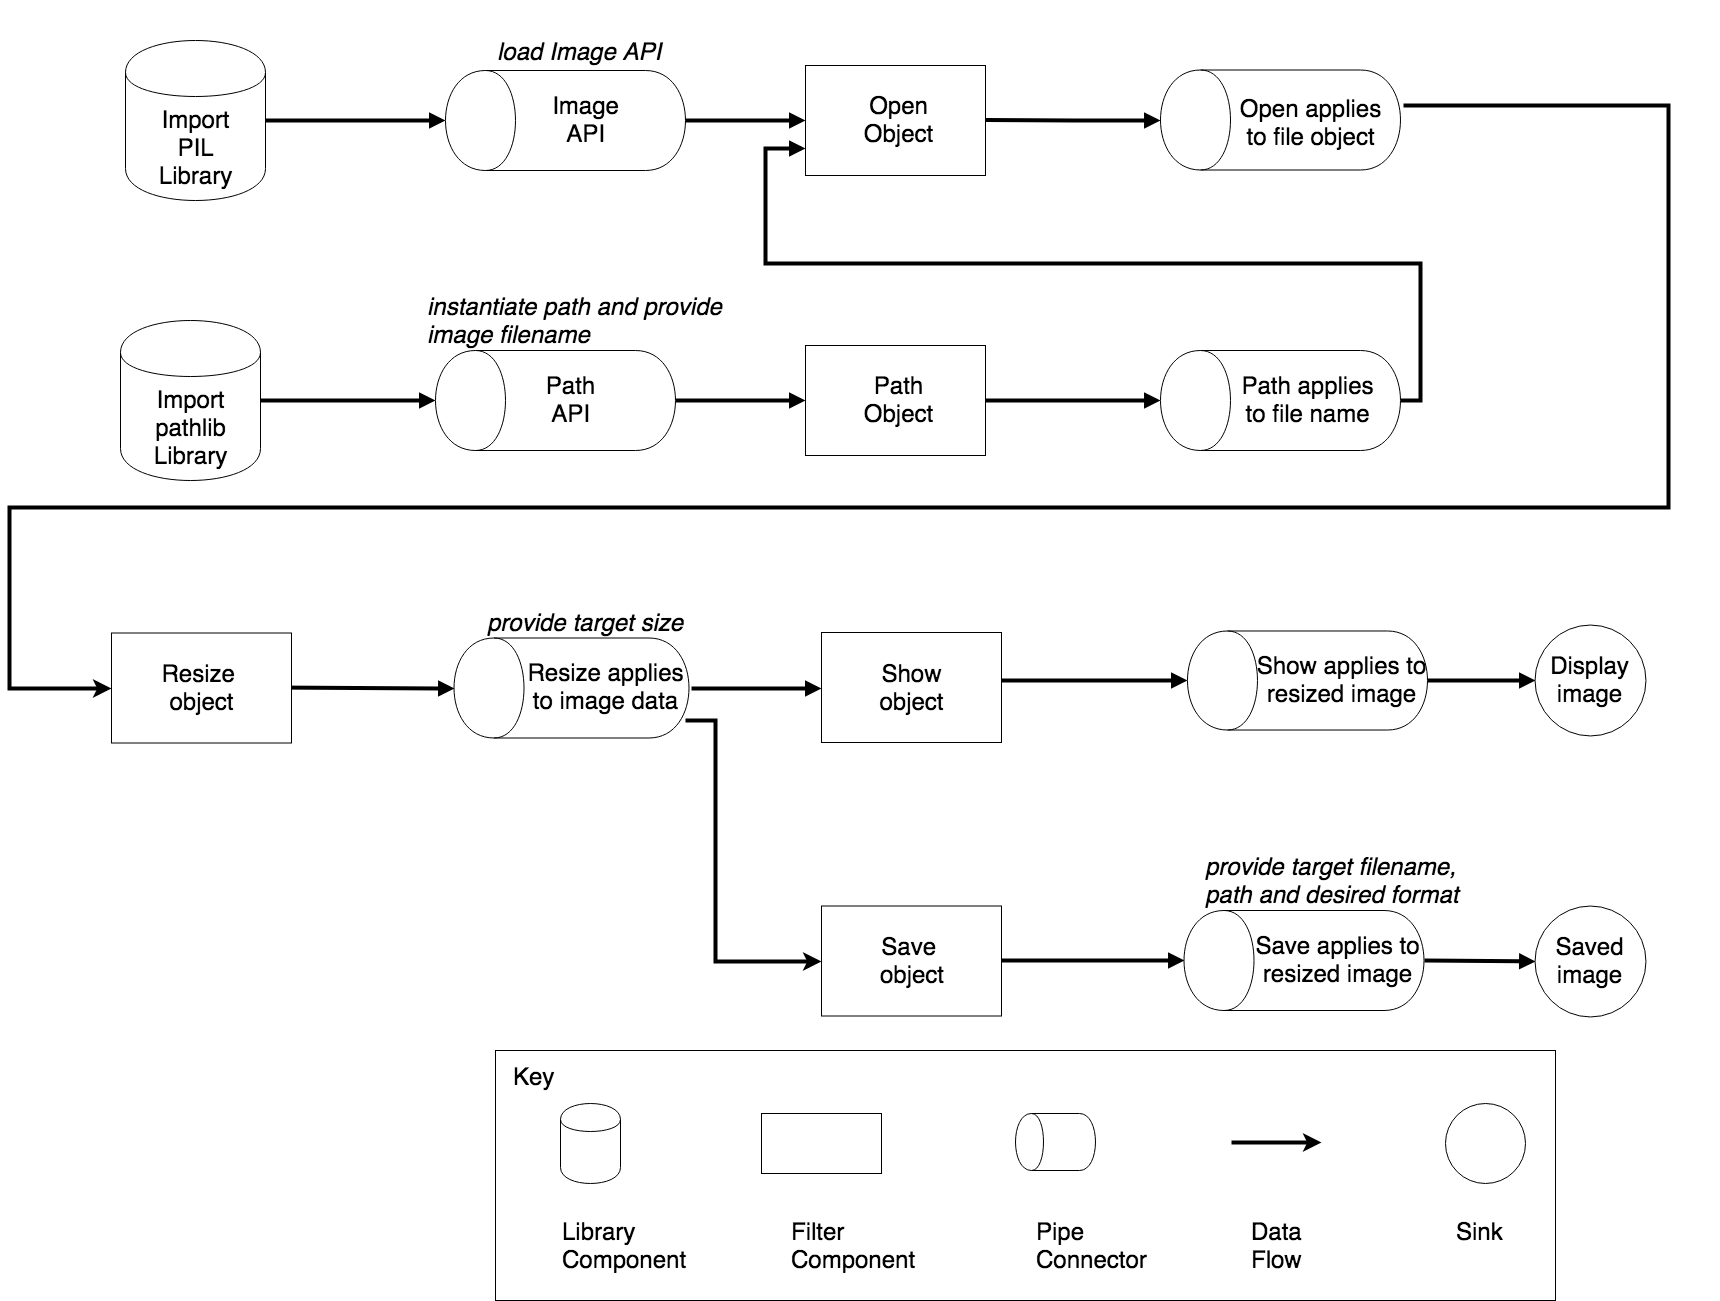 load Image API
Import
PIL
Library
Image
API
Open
Object
Open applies
to file object
instantiate path and provide
image filename
Import
pathlib
Library
Path
API
Path
Object
Path applies
to file name
provide target size
Resize
object
Resize applies
to image data
Show
object
Show applies to
resized image
Display
image
provide target filename,
path and desired format
Save
object
Save applies to
resized image
Saved
image
Key
Library
Component
Filter
Component
Pipe
Connector
Data
Flow
Sink